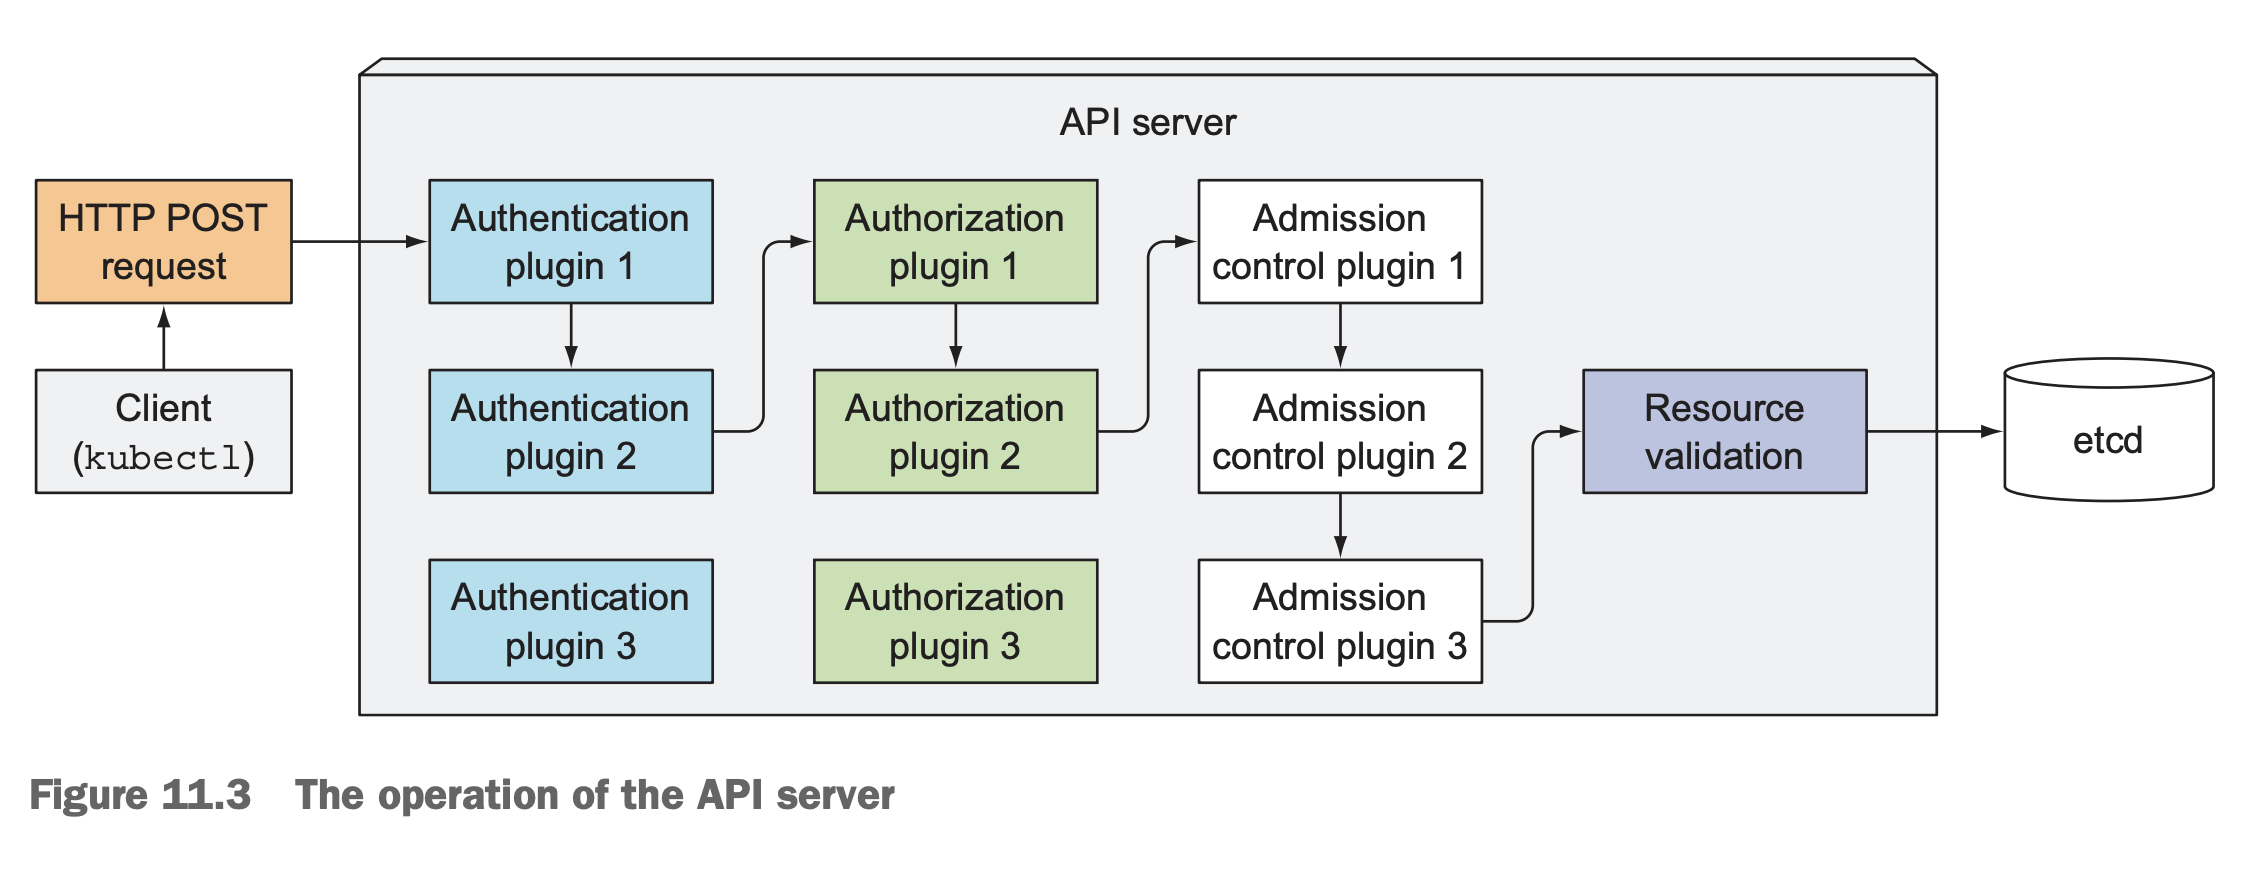 API server
HTTP POST
request
Client
(kubectl)
Authentication
plugin 1
Authentication
plugin 2
Authentication
plugin 3
Authorization
plugin 1
Authorization
plugin 2
Authorization
plugin 3
Admission
control plugin 1
Admission
control plugin 2
Admission
control plugin 3
Resource
validation
etcd
Figure 11.3 The operation of the API server